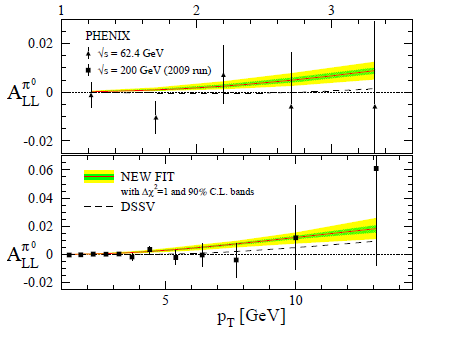 1 2 3
PHENIX
√s = 62.4 GeV
√s = 200 GeV (2009 run)
0.02
0
-0.02
A_LL^π⁰
NEW FIT
with Δχ²=1 and 90% C.L. bands
DSSV
0.06
0.04
0.02
0
-0.02
A_LL^π⁰
5 10
p_T [GeV]